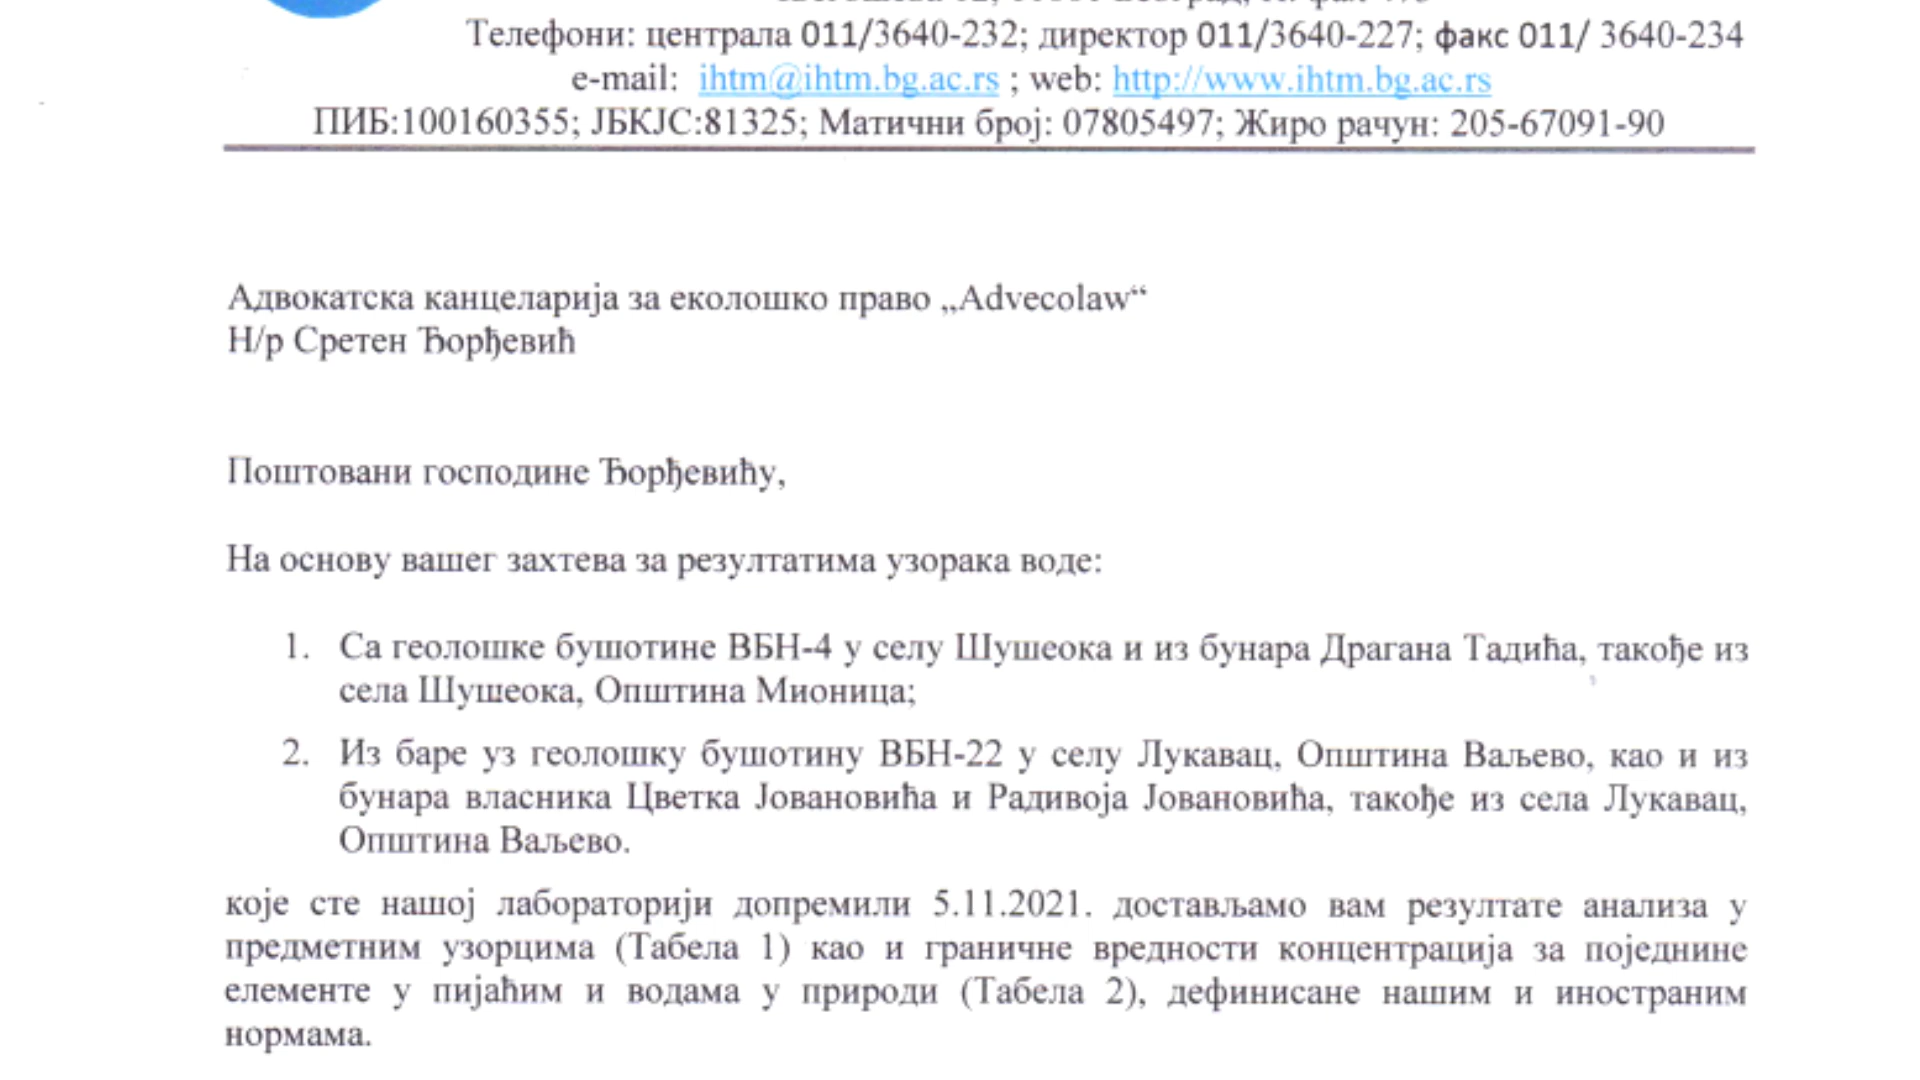 Телефони: централа 011/3640-232; директор 011/3640-227; факс 011/ 3640-234
e-mail: ihtm@ihtm.bg.ac.rs ; web: http://www.ihtm.bg.ac.rs
ПИБ:100160355; ЈБКЈС:81325; Матични број: 07805497; Жиро рачун: 205-67091-90
Адвокатска канцеларија за еколошко право „Advecolaw“
Н/р Сретен Ђорђевић
Поштовани господине Ђорђевићу,
На основу вашег захтева за резултатима узорака воде:
1. Са геолошке бушотине ВБН-4 у селу Шушеока и из бунара Драгана Тадића, такође из
села Шушеока, Општина Мионица;
2. Из баре уз геолошку бушотину ВБН-22 у селу Лукавац, Општина Ваљево, као и из
бунара власника Цветка Јовановића и Радивоја Јовановића, такође из села Лукавац,
Општина Ваљево.
које сте нашој лабораторији допремили 5.11.2021. достављамо вам резултате анализа у
предметним узорцима (Табела 1) као и граничне вредности концентрација за појединине
елементе у пијаћим и водама у природи (Табела 2), дефинисане нашим и иностраним
нормама.